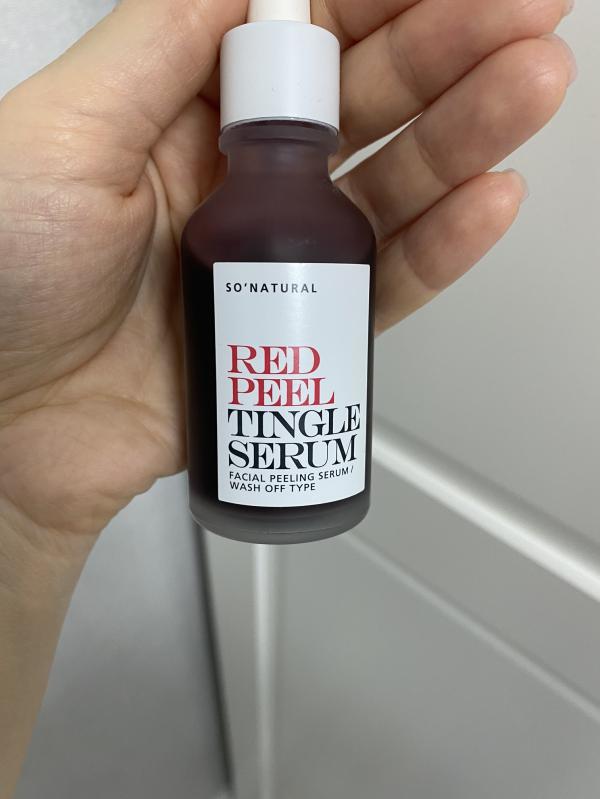 SO'NATURAL
RED
PEEL
TINGLE
SERUM
FACIAL PEELING SERUM /
WASH OFF TYPE